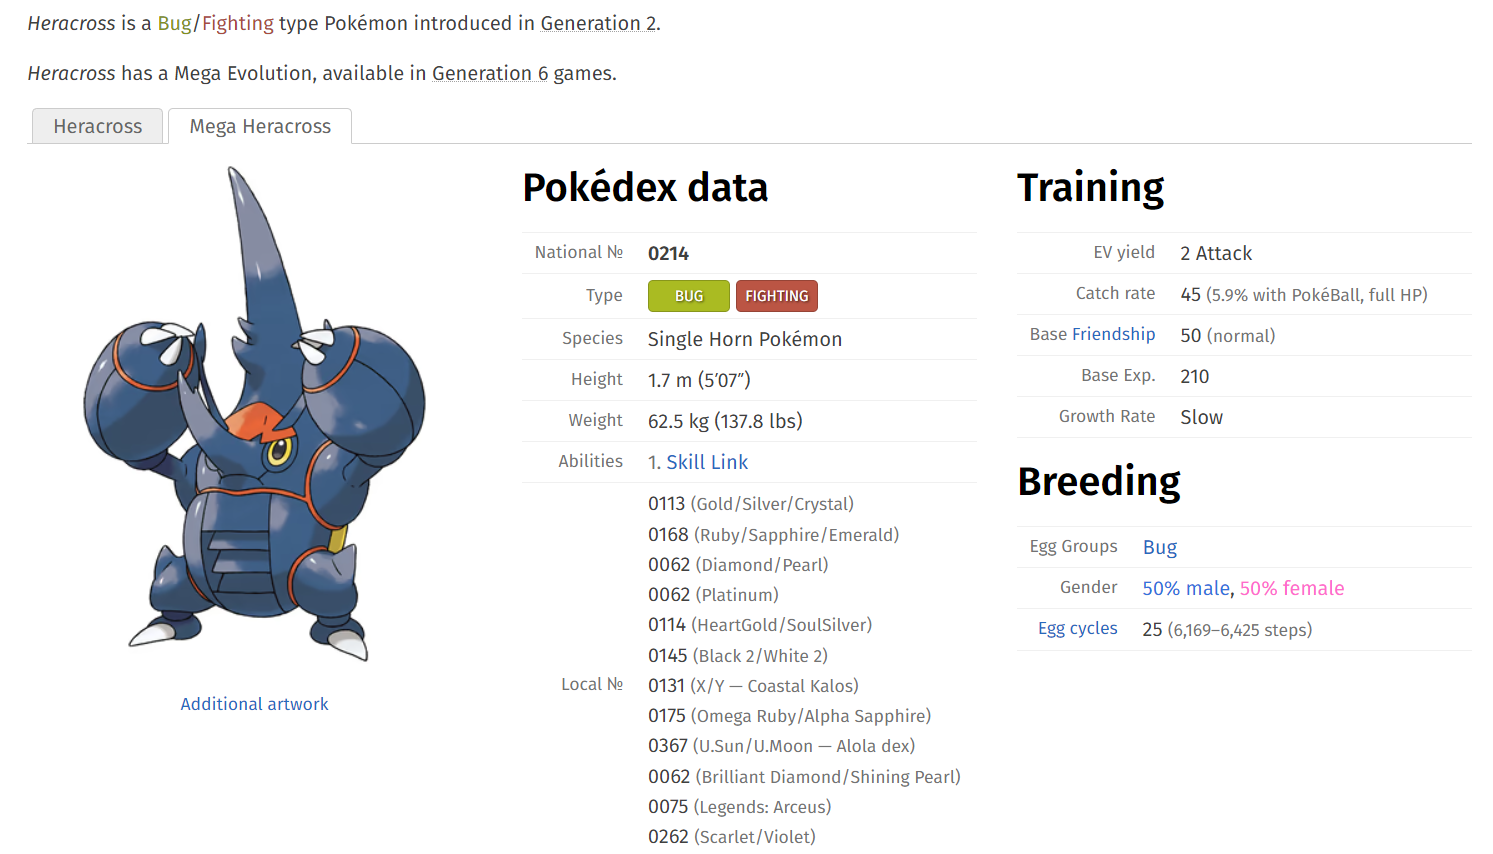 Heracross is a Bug/Fighting type Pokémon introduced in Generation 2.
Heracross has a Mega Evolution, available in Generation 6 games.
Heracross
Mega Heracross
Additional artwork
Pokédex data
National № 0214
Type BUG FIGHTING
Species Single Horn Pokémon
Height 1.7 m (5′07″)
Weight 62.5 kg (137.8 lbs)
Abilities 1. Skill Link
Local № 0113 (Gold/Silver/Crystal)
0168 (Ruby/Sapphire/Emerald)
0062 (Diamond/Pearl)
0062 (Platinum)
0114 (HeartGold/SoulSilver)
0145 (Black 2/White 2)
0131 (X/Y — Coastal Kalos)
0175 (Omega Ruby/Alpha Sapphire)
0367 (U.Sun/U.Moon — Alola dex)
0062 (Brilliant Diamond/Shining Pearl)
0075 (Legends: Arceus)
0262 (Scarlet/Violet)
Training
EV yield 2 Attack
Catch rate 45 (5.9% with PokéBall, full HP)
Base Friendship 50 (normal)
Base Exp. 210
Growth Rate Slow
Breeding
Egg Groups Bug
Gender 50% male, 50% female
Egg cycles 25 (6,169–6,425 steps)